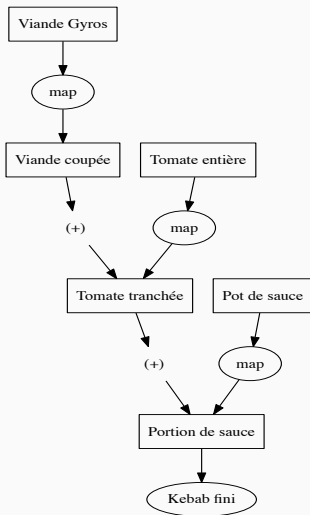 Viande Gyros
map
Viande coupée
Tomate entière
(+)
map
Tomate tranchée
Pot de sauce
(+)
map
Portion de sauce
Kebab fini